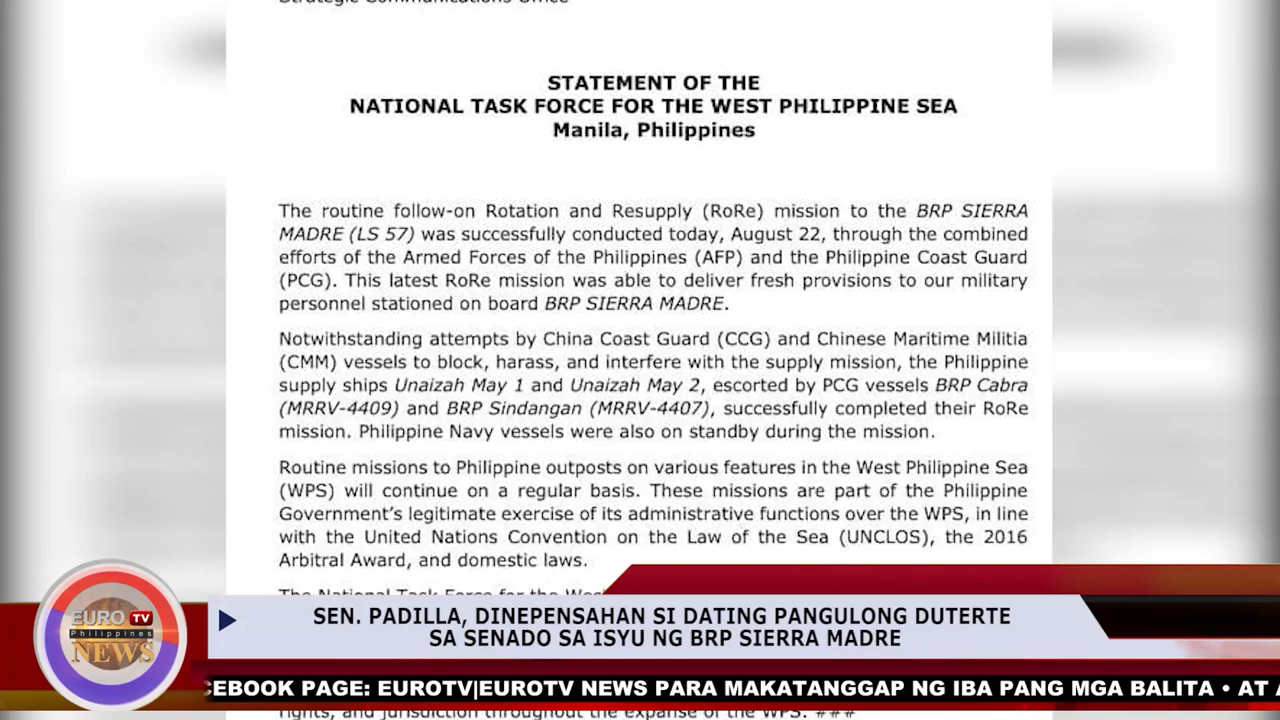 Strategic Communications Office
STATEMENT OF THE
NATIONAL TASK FORCE FOR THE WEST PHILIPPINE SEA
Manila, Philippines
The routine follow-on Rotation and Resupply (RoRe) mission to the BRP SIERRA
MADRE (LS 57) was successfully conducted today, August 22, through the combined
efforts of the Armed Forces of the Philippines (AFP) and the Philippine Coast Guard
(PCG). This latest RoRe mission was able to deliver fresh provisions to our military
personnel stationed on board BRP SIERRA MADRE.
Notwithstanding attempts by China Coast Guard (CCG) and Chinese Maritime Militia
(CMM) vessels to block, harass, and interfere with the supply mission, the Philippine
supply ships Unaizah May 1 and Unaizah May 2, escorted by PCG vessels BRP Cabra
(MRRV-4409) and BRP Sindangan (MRRV-4407), successfully completed their RoRe
mission. Philippine Navy vessels were also on standby during the mission.
Routine missions to Philippine outposts on various features in the West Philippine Sea
(WPS) will continue on a regular basis. These missions are part of the Philippine
Government's legitimate exercise of its administrative functions over the WPS, in line
with the United Nations Convention on the Law of the Sea (UNCLOS), the 2016
Arbitral Award, and domestic laws.
The National Task Force for the
EURO TV
Philippines
NEWS
SEN. PADILLA, DINEPENSAHAN SI DATING PANGULONG DUTERTE
SA SENADO SA ISYU NG BRP SIERRA MADRE
CEBOOK PAGE: EUROTV|EUROTV NEWS PARA MAKATANGGAP NG IBA PANG MGA BALITA • AT
rights, and jurisdiction throughout the expanse of the WPS. ###